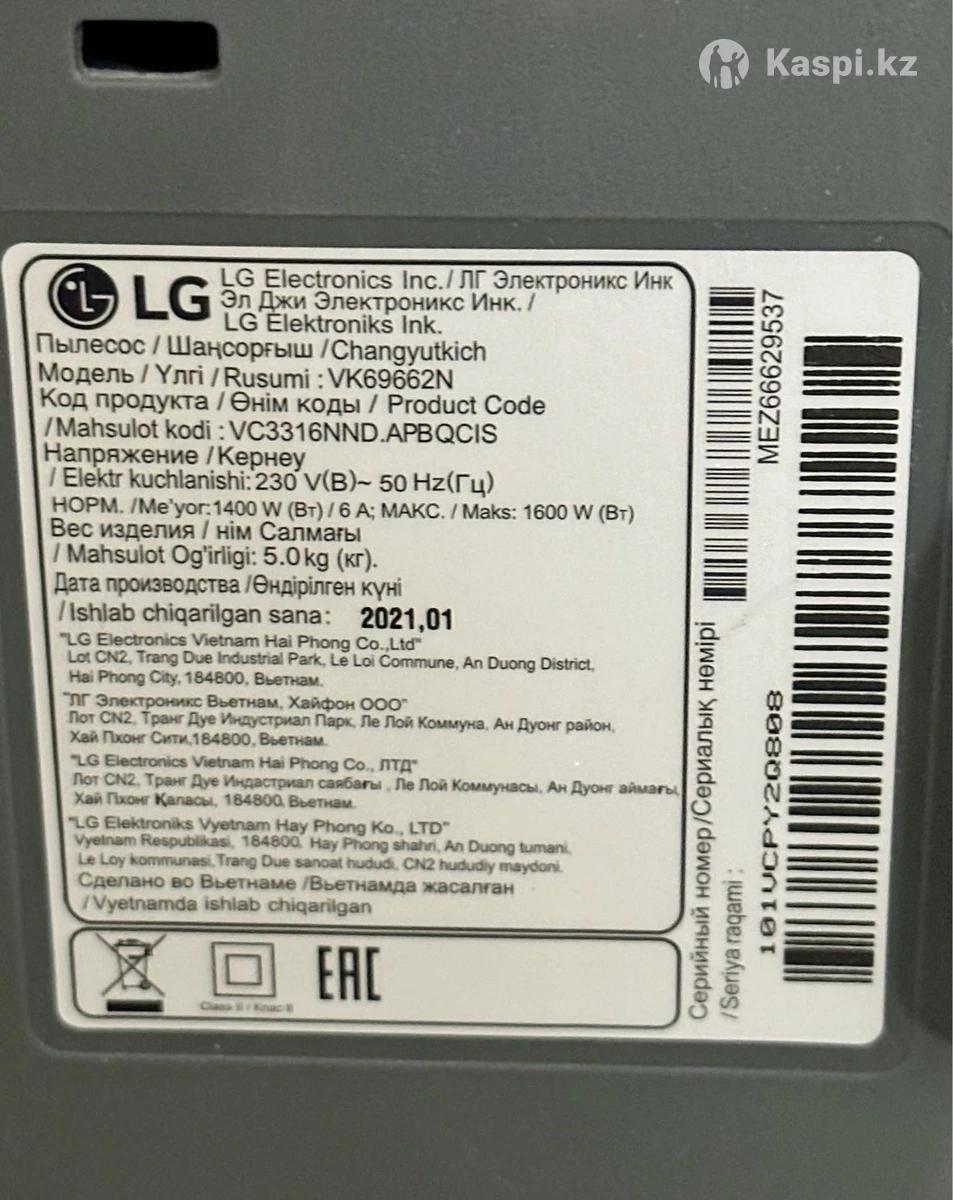 Kaspi.kz
LG
LG Electronics Inc./ ЛГ Электроникс Инк
Эл Джи Электроникс Инк. /
LG Elektroniks Ink.
Пылесос / Шаңсорғыш /Changyutkich
Модель / Үлгі / Rusumi : VK69662N
Код продукта / Өнім коды / Product Code
/Mahsulot kodi : VC3316NND.APBQCIS
Напряжение / Кернеу
/ Elektr kuchlanishi: 230 V(В)~ 50 Hz(Гц)
НОРМ. /Me'yor:1400 W (Вт) / 6 A; МАКС. / Maks: 1600 W (Вт)
Вес изделия / нім Салмағы
/ Mahsulot Og'irligi: 5.0 kg (кг).
Дата производства /Өндірілген күні
/Ishlab chiqarilgan sana: 2021,01
"LG Electronics Vietnam Hai Phong Co.,Ltd"
Lot CN2, Trang Due Industrial Park, Le Loi Commune, An Duong District,
Hai Phong City, 184800, Вьетнам.
"ЛГ Электроникс Вьетнам, Хайфон ООО"
Лот CN2, Транг Дуе Индустриал Парк, Ле Лой Коммуна, Ан Дуонг район,
Хай Пхонг Сити,184800, Вьетнам.
"LG Electronics Vietnam Hai Phong Co., ЛТД"
Лот CN2, Транг Дуе Индастриал саябағы , Ле Лой Коммунасы, Ан Дуонг аймағы,
Хай Пхонг Қаласы, 184800, Вьетнам.
"LG Elektroniks Vyetnam Hay Phong Ko., LTD"
Vyetnam Respublikasi, 184800. Hay Phong shahri, An Duong tumani,
Le Loy kommunasi,Trang Due sanoat hududi, CN2 hududiy maydoni.
Сделано во Вьетнаме /Вьетнамда жасалған
/Vyetnamda ishlab chiqarilgan
Class II / Клас II
EAC
MEZ66629537
Серийный номер/Сериалық нөмірі
/Seriya raqami :
101VCPY2Q808